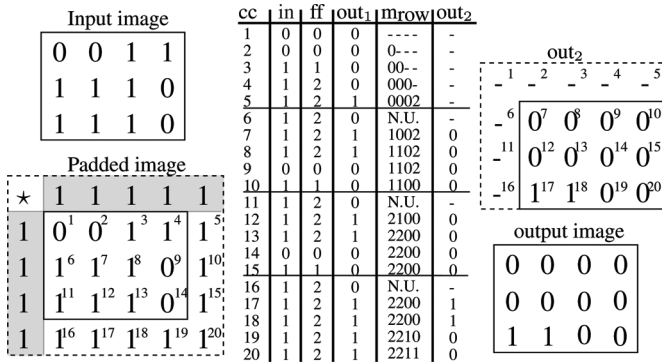 Input image
0 0 1 1
1 1 1 0
1 1 1 0
Padded image
⋆ 1 1 1 1 1
1 0¹ 0² 1³ 1⁴ 1⁵
1 1⁶ 1⁷ 1⁸ 0⁹ 1¹⁰
1 1¹¹ 1¹² 1¹³ 0¹⁴ 1¹⁵
1 1¹⁶ 1¹⁷ 1¹⁸ 1¹⁹ 1²⁰
cc in ff out₁ mrow out₂
1 0 0 0 ---- -
2 0 0 0 0--- -
3 1 1 0 00-- -
4 1 2 0 000- -
5 1 2 1 0002 -
6 1 2 0 N.U. -
7 1 2 1 1002 0
8 1 2 1 1102 0
9 0 0 0 1102 0
10 1 1 0 1100 0
11 1 2 0 N.U. -
12 1 2 1 2100 0
13 1 2 1 2200 0
14 0 0 0 2200 0
15 1 1 0 2200 0
16 1 2 0 N.U. -
17 1 2 1 2200 1
18 1 2 1 2200 1
19 1 2 1 2210 0
20 1 2 1 2211 0
out₂
-¹ -² -³ -⁴ -⁵
-⁶ 0⁷ 0⁸ 0⁹ 0¹⁰
-¹¹ 0¹² 0¹³ 0¹⁴ 0¹⁵
-¹⁶ 1¹⁷ 1¹⁸ 0¹⁹ 0²⁰
output image
0 0 0 0
0 0 0 0
1 1 0 0